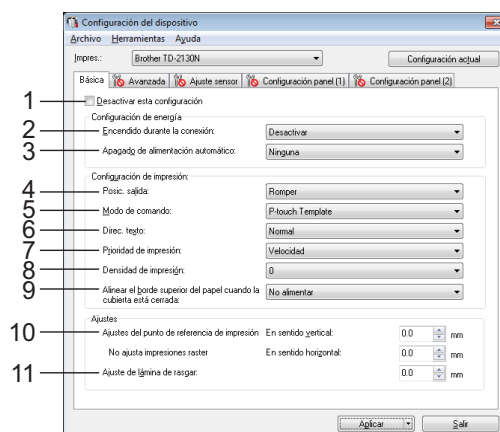 Configuración del dispositivo
Archivo Herramientas Ayuda
Impres.: Brother TD-2130N Configuración actual
Básica Avanzada Ajuste sensor Configuración panel (1) Configuración panel (2)
1 Desactivar esta configuración
Configuración de energía
2 Encendido durante la conexión: Desactivar
3 Apagado de alimentación automático: Ninguna
Configuración de impresión:
4 Posic. salida: Romper
5 Modo de comando: P-touch Template
6 Direc. texto: Normal
7 Prioridad de impresión: Velocidad
8 Densidad de impresión: 0
9 Alinear el borde superior del papel cuando la cubierta está cerrada: No alimentar
Ajustes
10 Ajustes del punto de referencia de impresión En sentido vertical: 0.0 mm
No ajusta impresiones raster En sentido horizontal: 0.0 mm
11 Ajuste de lámina de rasgar: 0.0 mm
Aplicar Salir